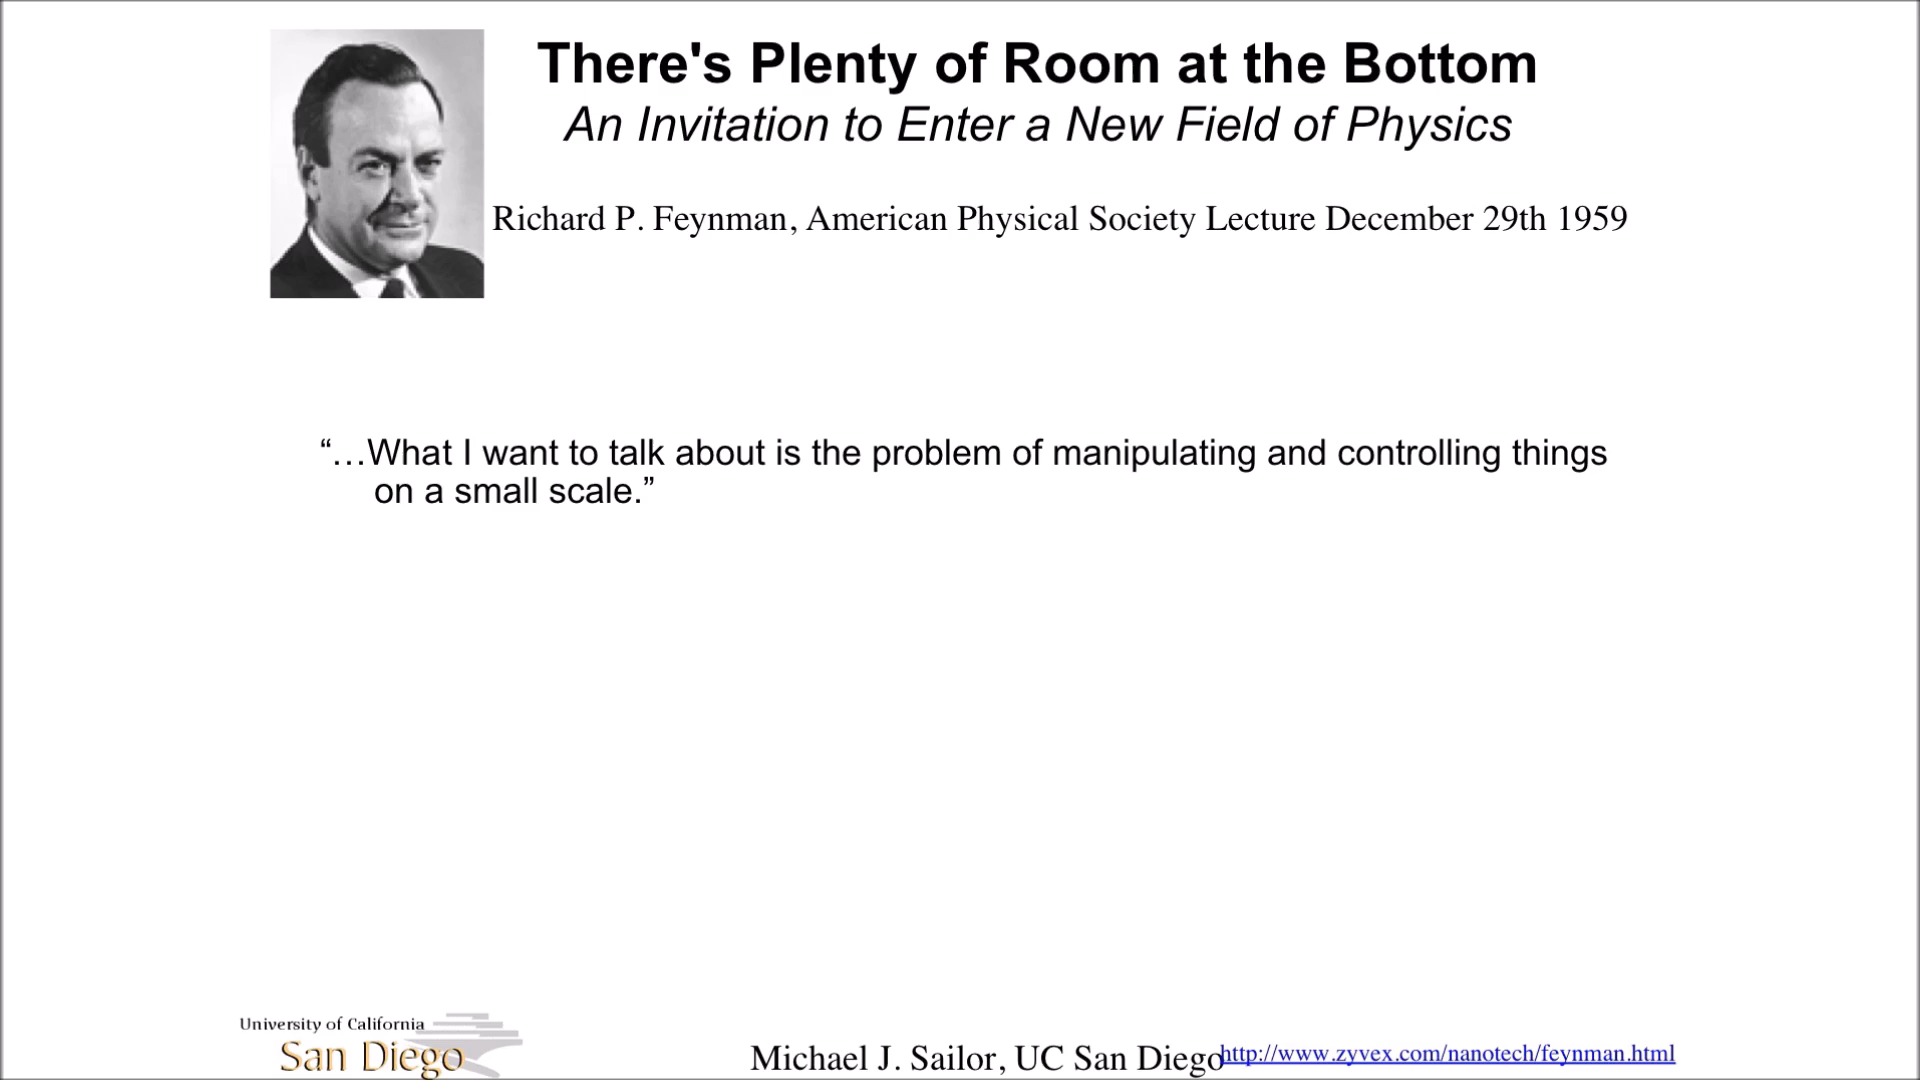 There's Plenty of Room at the Bottom
An Invitation to Enter a New Field of Physics
Richard P. Feynman, American Physical Society Lecture December 29th 1959
“…What I want to talk about is the problem of manipulating and controlling things
on a small scale.”
University of California
San Diego
Michael J. Sailor, UC San Diego
http://www.zyvex.com/nanotech/feynman.html